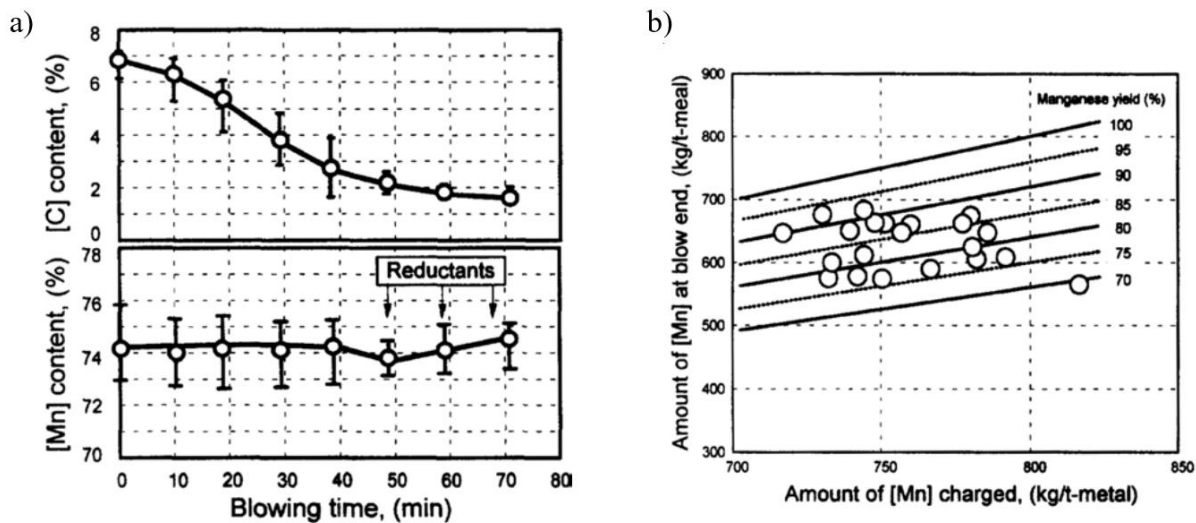 a)
[C] content, (%)
8
6
4
2
0
[Mn] content, (%)
78
76
74
72
70
Reductants
0 10 20 30 40 50 60 70 80
Blowing time, (min)
b)
Amount of [Mn] at blow end, (kg/t-meal)
900
800
700
600
500
400
300
Manganese yield (%)
100
95
90
85
80
75
70
700 750 800 850
Amount of [Mn] charged, (kg/t-metal)